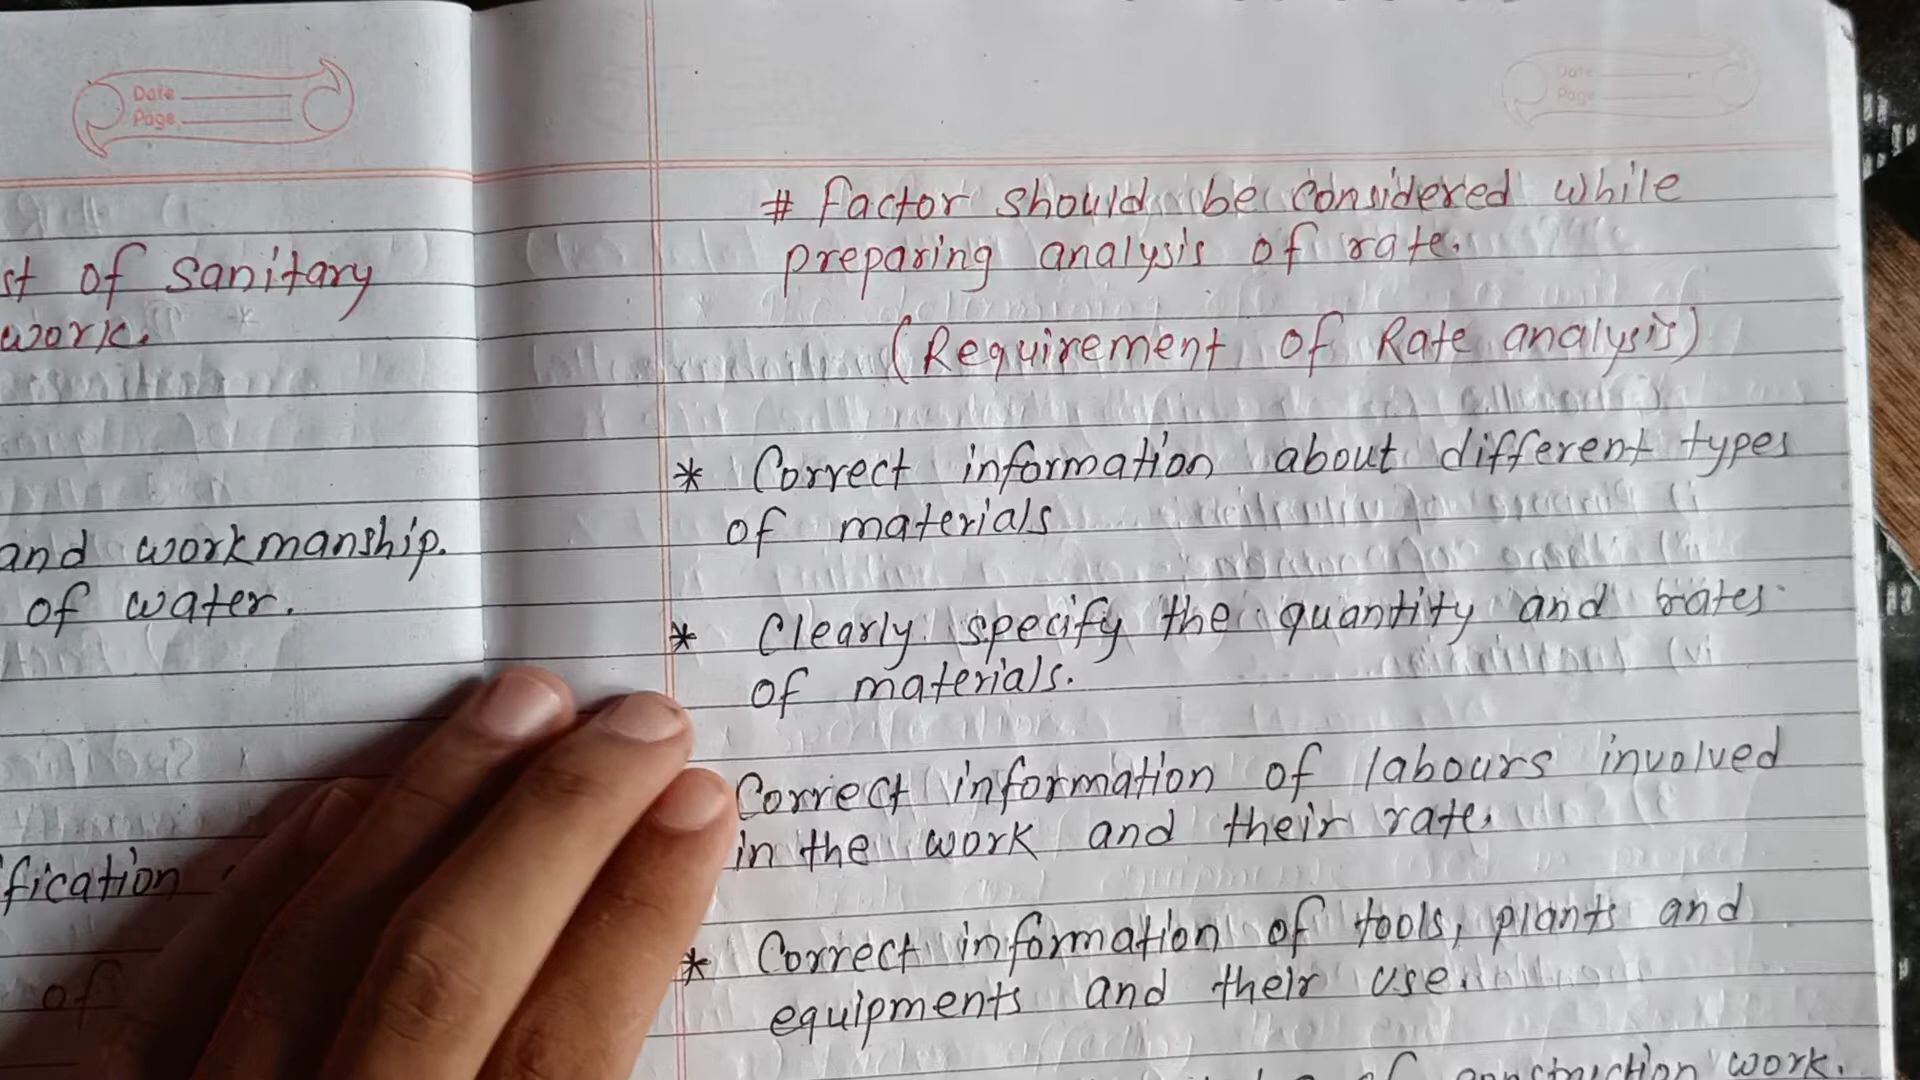 Date
Page
st of Sanitary
work.
and workmanship.
of water.
fication
of
Date
Page
# Factor should be considered while
preparing analysis of rate.
(Requirement of Rate analysis)
* Correct information about different types
of materials
* Clearly specify the quantity and rates
of materials.
Correct information of labours involved
in the work and their rate.
* Correct information of tools, plants and
equipments and their use.
of construction work.